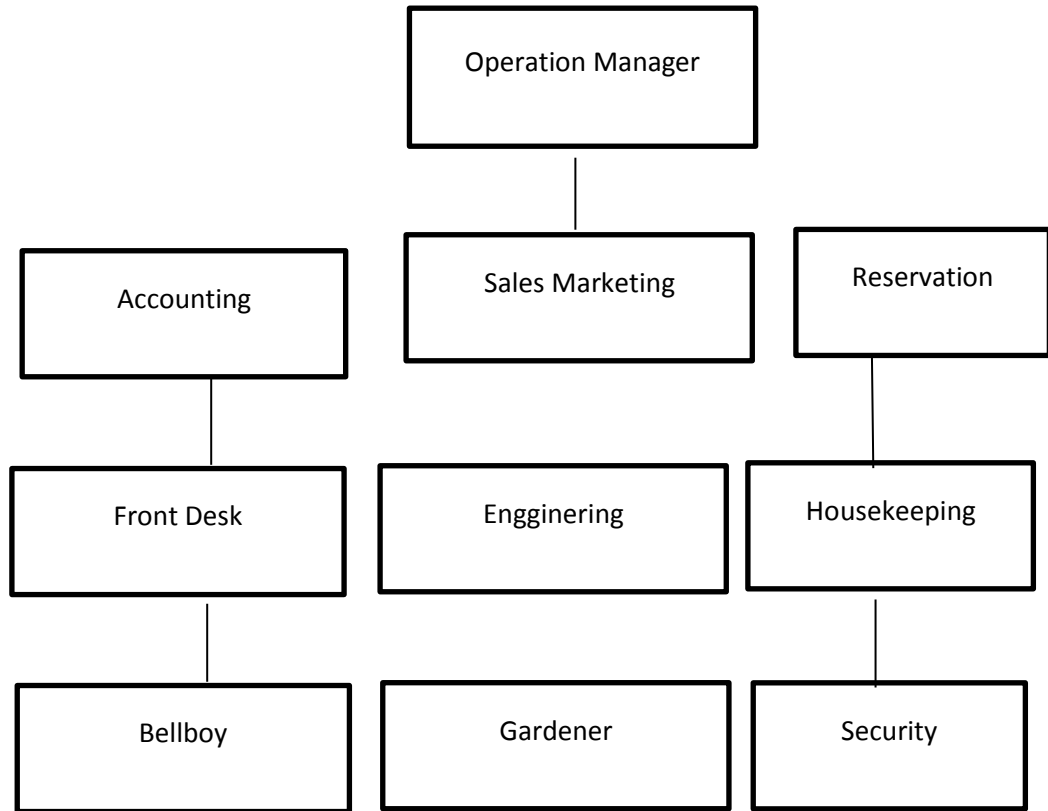 Operation Manager
Accounting
Sales Marketing
Reservation
Front Desk
Engginering
Housekeeping
Bellboy
Gardener
Security